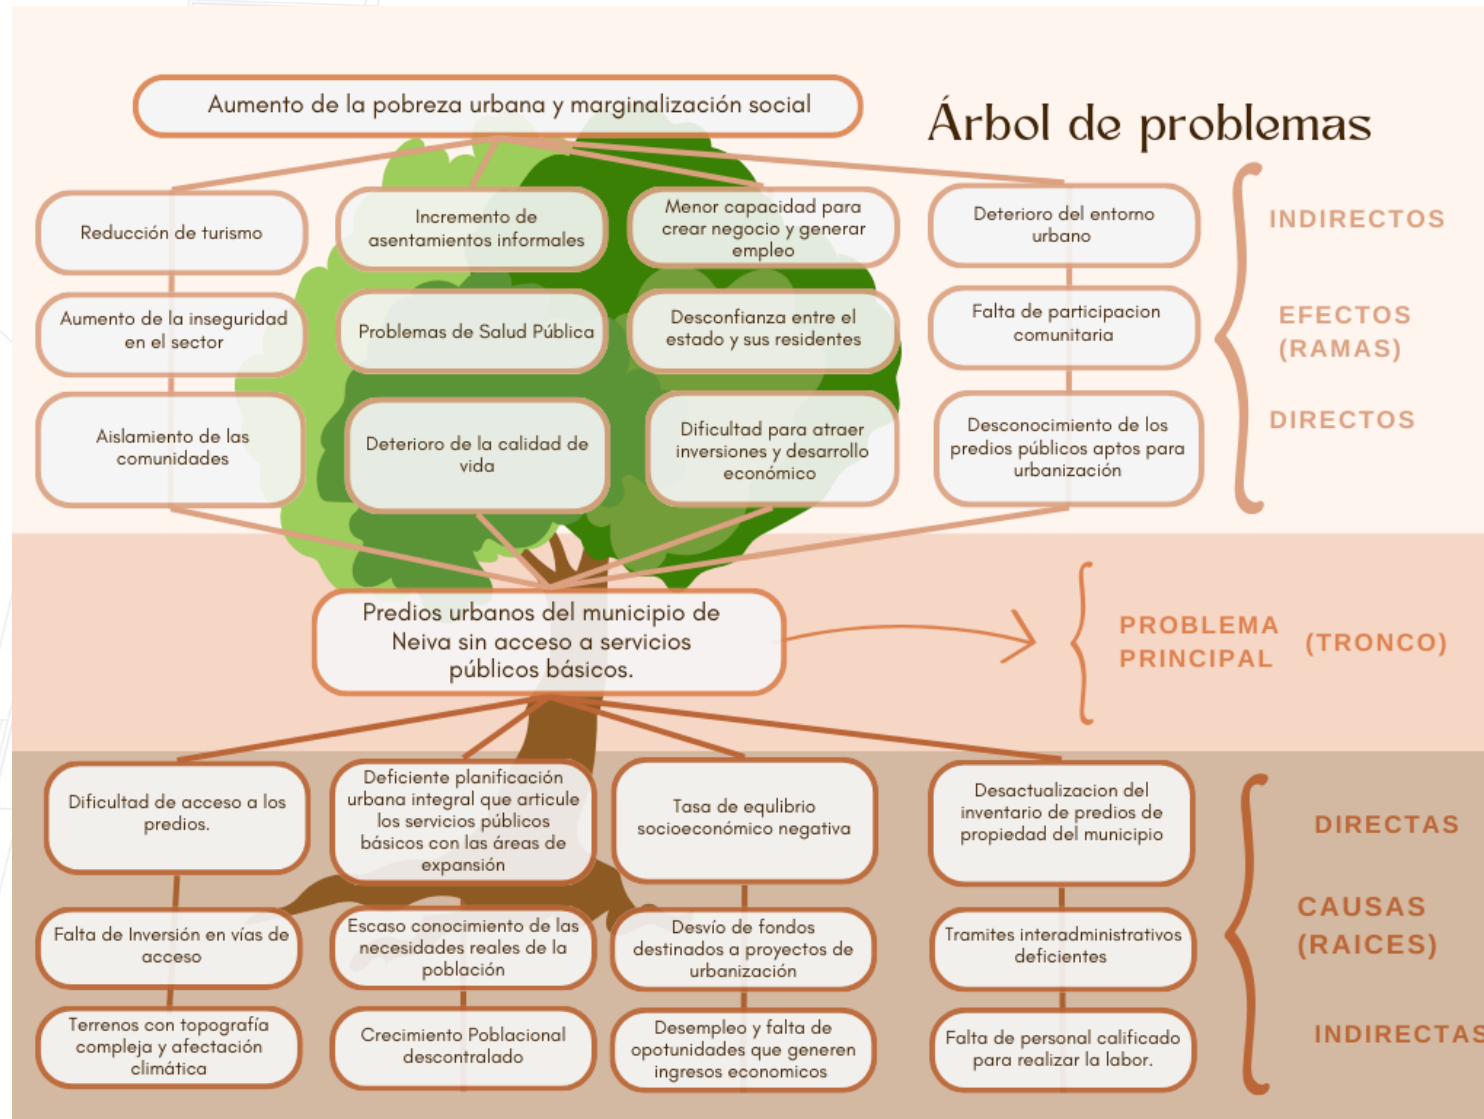 Aumento de la pobreza urbana y marginalización social
Árbol de problemas
Reducción de turismo
Incremento de
asentamientos informales
Menor capacidad para
crear negocio y generar
empleo
Deterioro del entorno
urbano
INDIRECTOS
Aumento de la inseguridad
en el sector
Problemas de Salud Pública
Desconfianza entre el
estado y sus residentes
Falta de participacion
comunitaria
EFECTOS
(RAMAS)
Aislamiento de las
comunidades
Deterioro de la calidad de
vida
Dificultad para atraer
inversiones y desarrollo
económico
Desconocimiento de los
predios públicos aptos para
urbanización
DIRECTOS
Predios urbanos del municipio de
Neiva sin acceso a servicios
públicos básicos.
PROBLEMA
PRINCIPAL
(TRONCO)
Dificultad de acceso a los
predios.
Deficiente planificación
urbana integral que articule
los servicios públicos
básicos con las áreas de
expansión
Tasa de equlibrio
socioeconómico negativa
Desactualizacion del
inventario de predios de
propiedad del municipio
DIRECTAS
Falta de Inversión en vías de
acceso
Escaso conocimiento de las
necesidades reales de la
población
Desvío de fondos
destinados a proyectos de
urbanización
Tramites interadministrativos
deficientes
CAUSAS
(RAICES)
Terrenos con topografía
compleja y afectación
climática
Crecimiento Poblacional
descontralado
Desempleo y falta de
opotunidades que generen
ingresos economicos
Falta de personal calificado
para realizar la labor.
INDIRECTAS